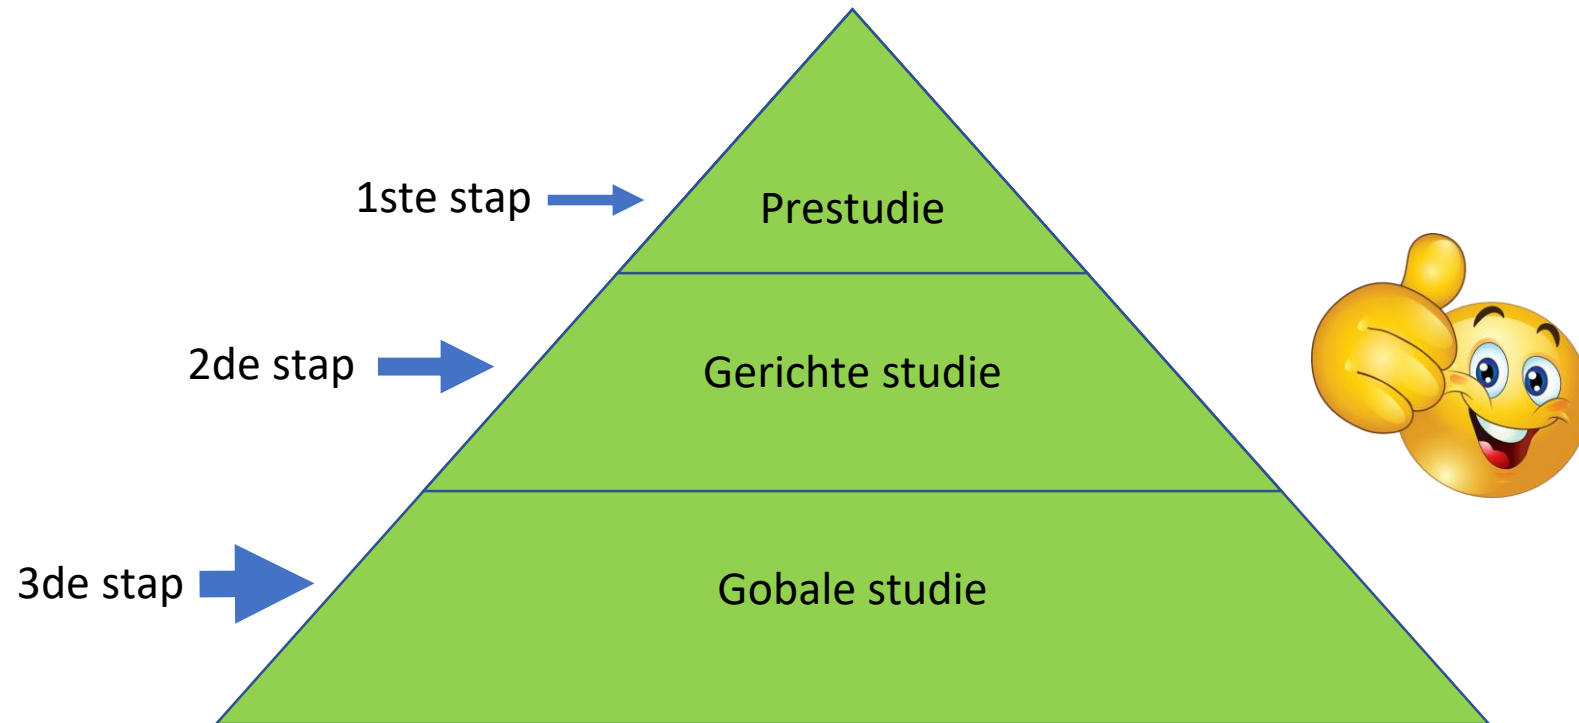 1ste stap
Prestudie
2de stap
Gerichte studie
3de stap
Gobale studie